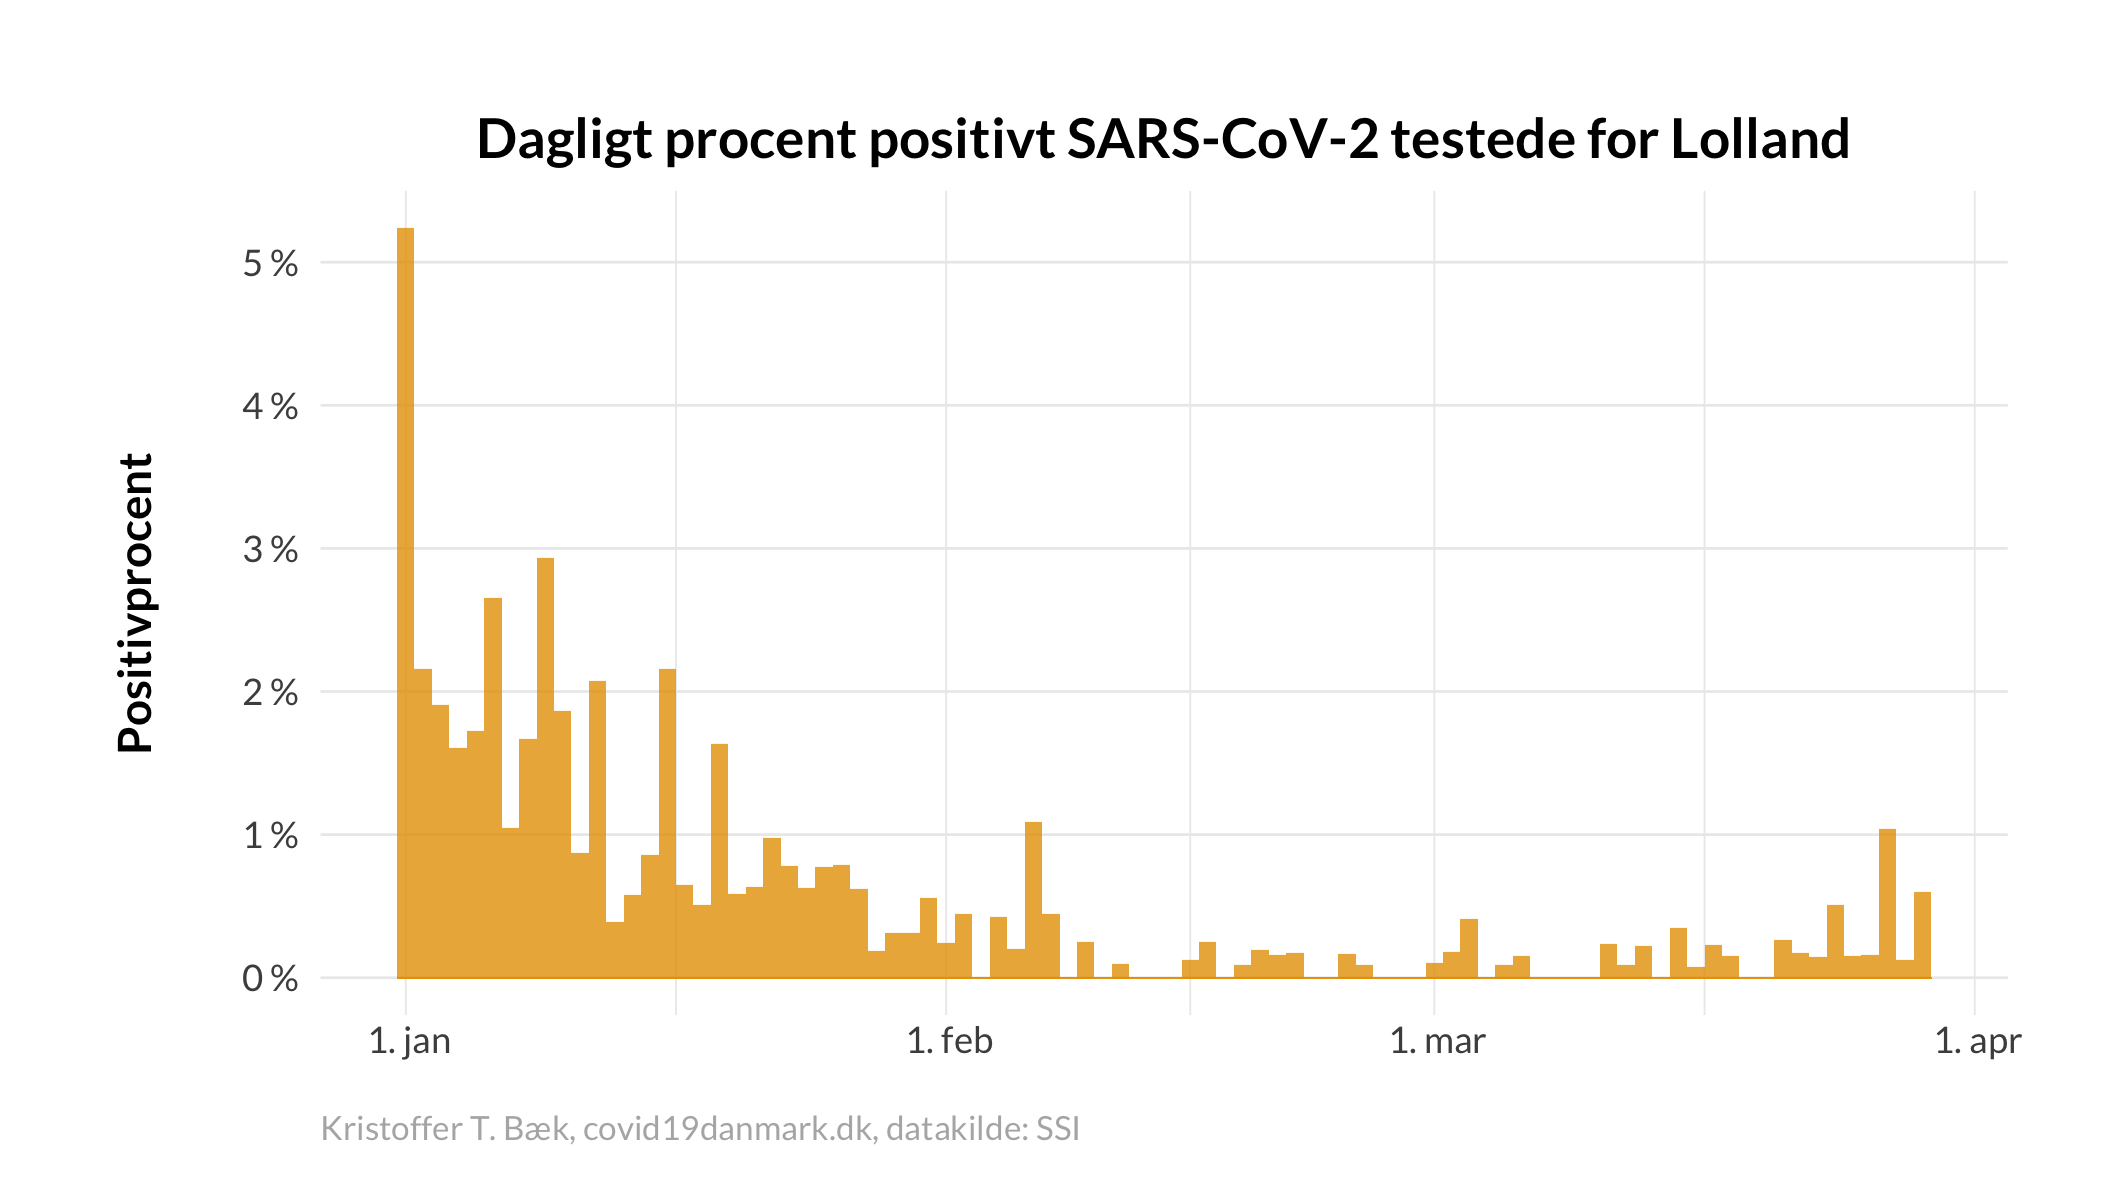 Dagligt procent positivt SARS-CoV-2 testede for Lolland
Positivprocent
5 %
4 %
3 %
2 %
1 %
0 %
1. jan
1. feb
1. mar
1. apr
Kristoffer T. Bæk, covid19danmark.dk, datakilde: SSI